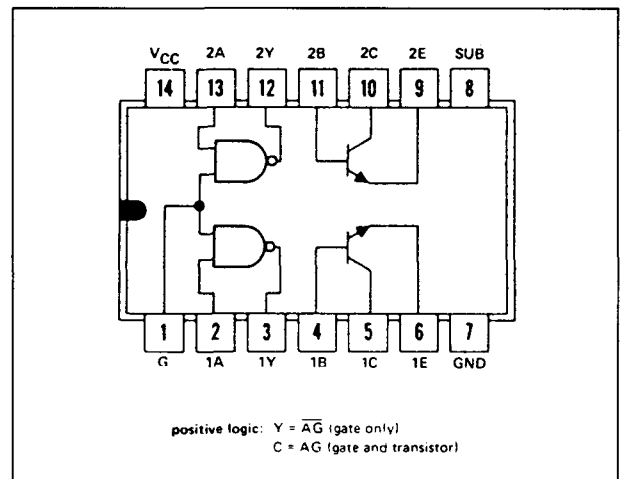 VCC 2A 2Y 2B 2C 2E SUB
14 13 12 11 10 9 8
1 2 3 4 5 6 7
G 1A 1Y 1B 1C 1E GND
positive logic: Y = \overline{AG} (gate only)
C = AG (gate and transistor)